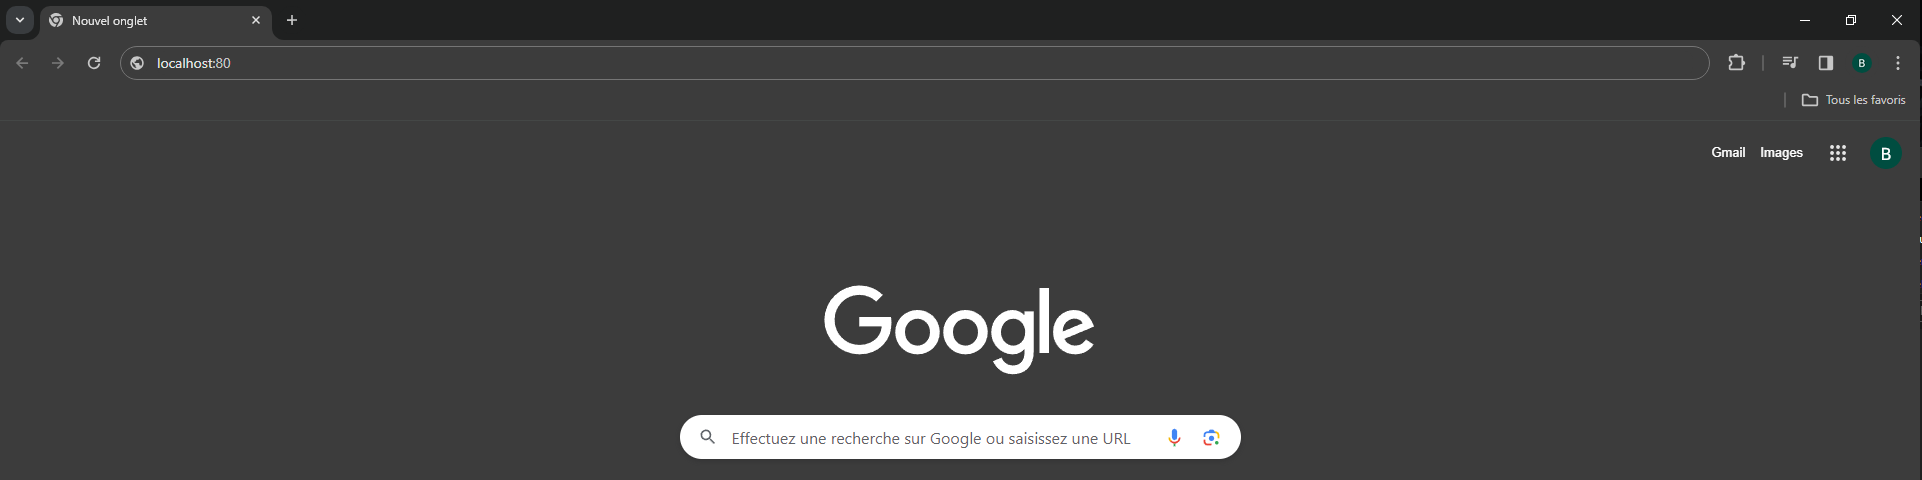 Nouvel onglet
localhost:80
B
Tous les favoris
Gmail Images B
Google
Effectuez une recherche sur Google ou saisissez une URL